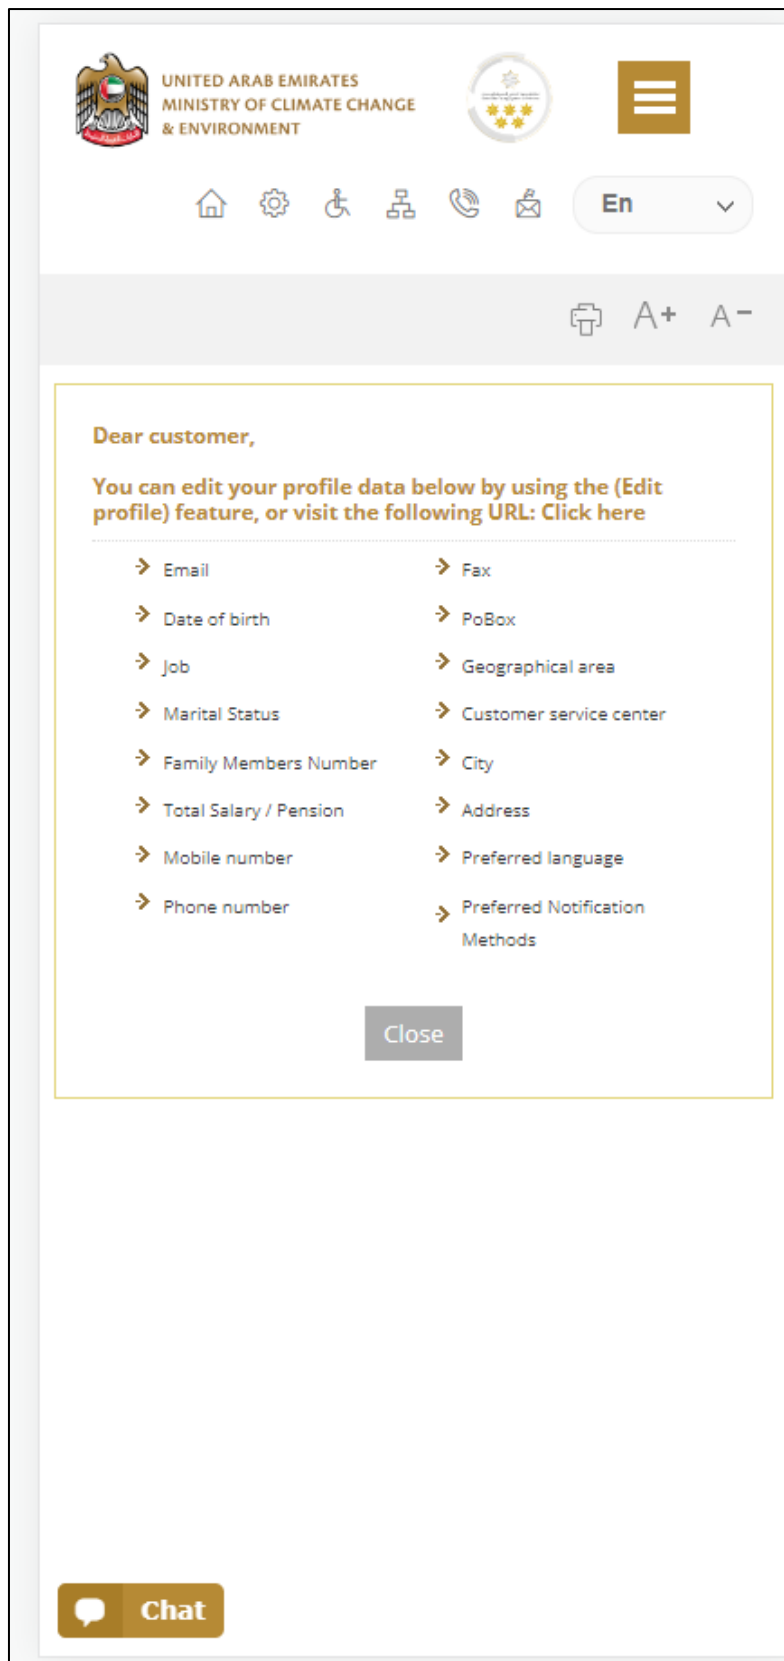 UNITED ARAB EMIRATES
MINISTRY OF CLIMATE CHANGE
& ENVIRONMENT
En
A+ A-
Dear customer,
You can edit your profile data below by using the (Edit
profile) feature, or visit the following URL: Click here
Email
Date of birth
Job
Marital Status
Family Members Number
Total Salary / Pension
Mobile number
Phone number
Fax
PoBox
Geographical area
Customer service center
City
Address
Preferred language
Preferred Notification
Methods
Close
Chat